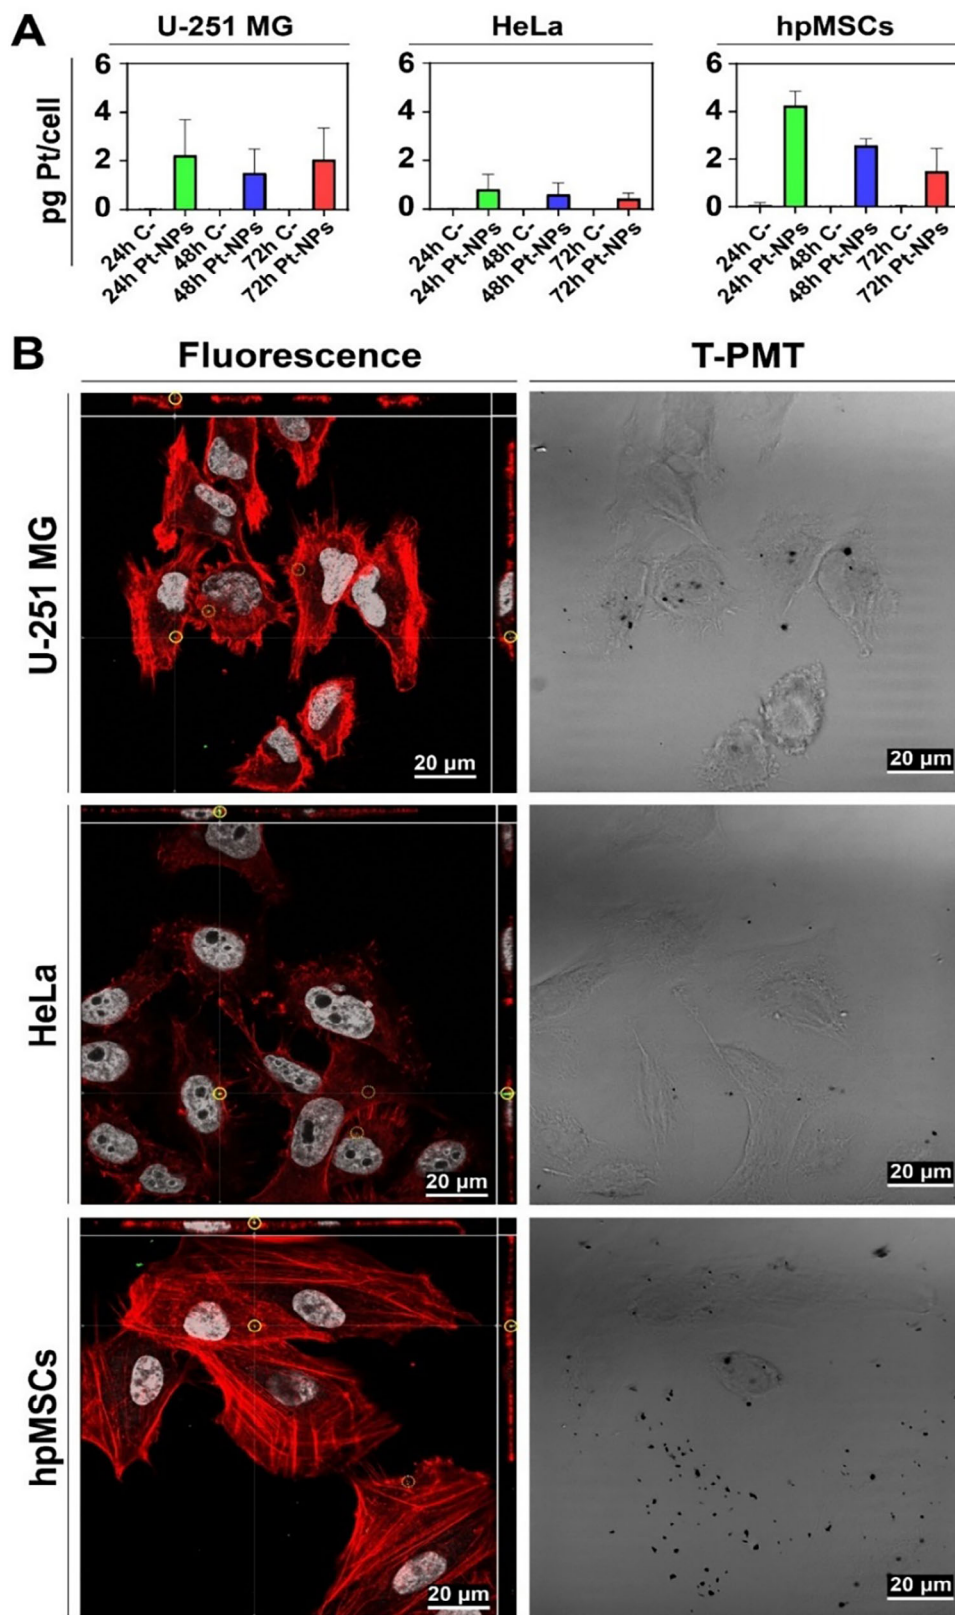 A
U-251 MG
HeLa
hpMSCs
pg Pt/cell
6
4
2
0
24h C-
24h Pt-NPs
48h C-
48h Pt-NPs
72h C-
72h Pt-NPs
6
4
2
0
24h C-
24h Pt-NPs
48h C-
48h Pt-NPs
72h C-
72h Pt-NPs
6
4
2
0
24h C-
24h Pt-NPs
48h C-
48h Pt-NPs
72h C-
72h Pt-NPs
B
Fluorescence
T-PMT
U-251 MG
20 µm
20 µm
HeLa
20 µm
20 µm
hpMSCs
20 µm
20 µm